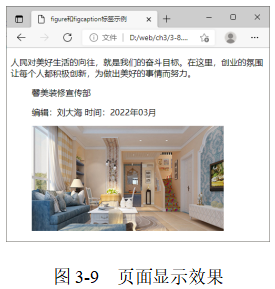 figure和figcaption标签示例
文件 D:/web/ch3/3-8....
人民对美好生活的向往，就是我们的奋斗目标。在这里，创业的氛围
让每个人都积极创新，为做出美好的事情而努力。
馨美装修宣传部
编辑：刘大海 时间：2022年03月
图 3-9 页面显示效果